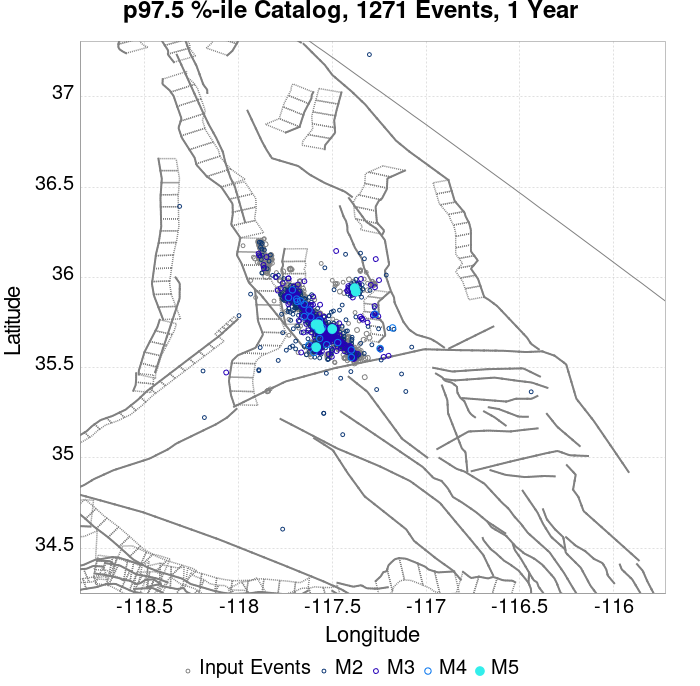 p97.5 %-ile Catalog, 1271 Events, 1 Year
37
36.5
36
35.5
35
34.5
Latitude
-118.5 -118 -117.5 -117 -116.5 -116
Longitude
Input Events M2 M3 M4 M5